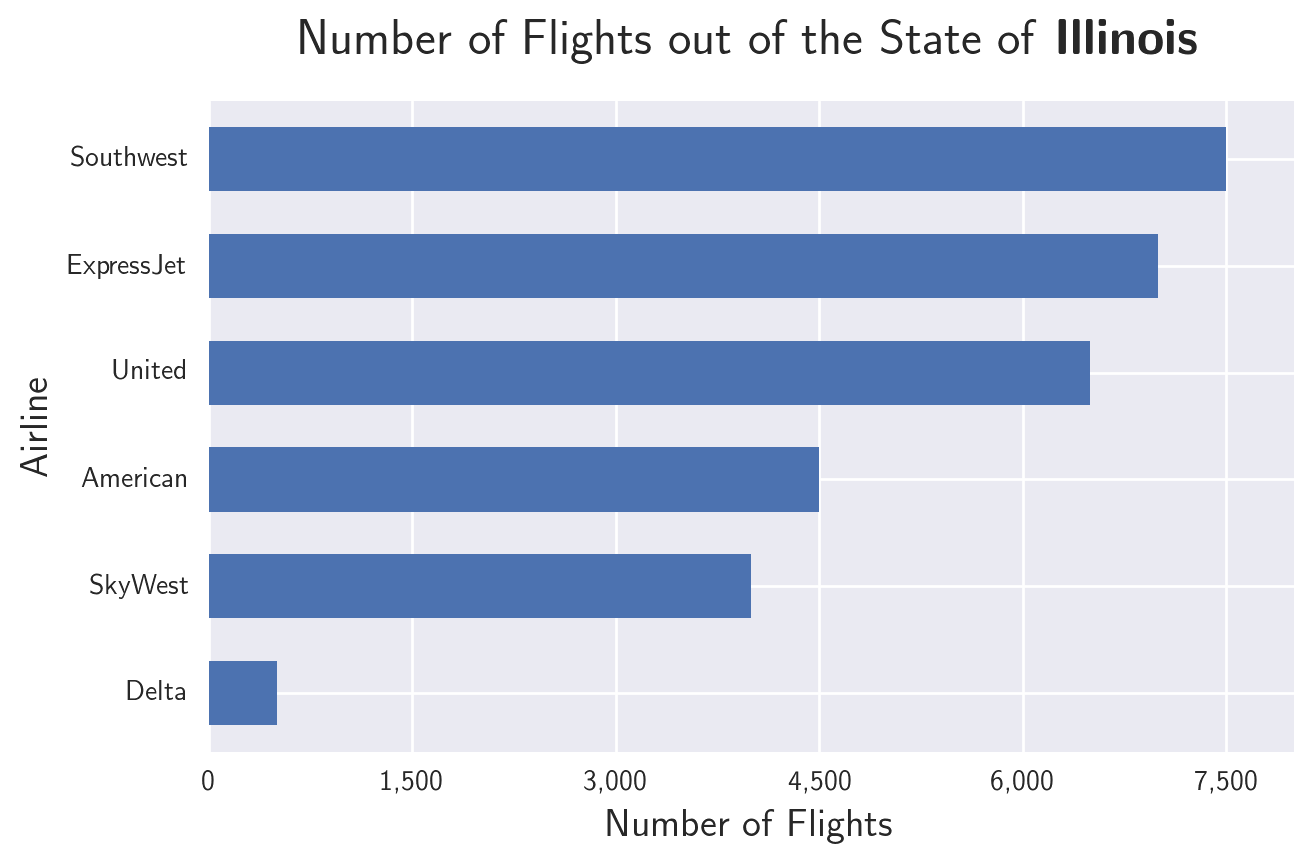 Number of Flights out of the State of Illinois
Southwest
ExpressJet
United
American
SkyWest
Delta
Airline
0 1,500 3,000 4,500 6,000 7,500
Number of Flights